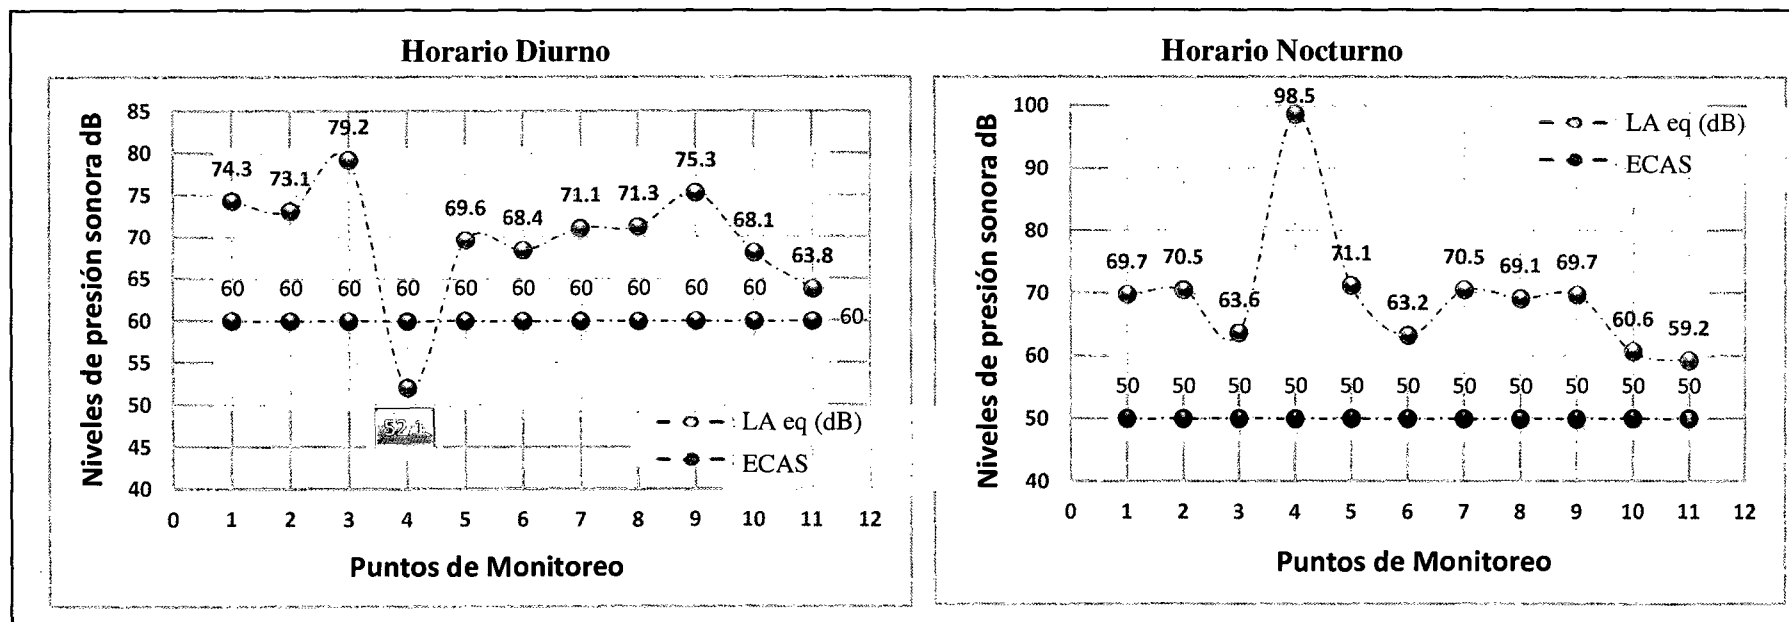 Horario Diurno
Niveles de presión sonora dB
85
80
75
70
65
60
55
50
45
40
74.3
73.1
79.2
52.1
69.6
68.4
71.1
71.3
75.3
68.1
63.8
60 60 60 60 60 60 60 60 60 60 60
LA eq (dB)
ECAS
0 1 2 3 4 5 6 7 8 9 10 11 12
Puntos de Monitoreo
Horario Nocturno
Niveles de presión sonora dB
100
90
80
70
60
50
40
69.7
70.5
63.6
98.5
71.1
63.2
70.5
69.1
69.7
60.6
59.2
50 50 50 50 50 50 50 50 50 50 50
LA eq (dB)
ECAS
0 1 2 3 4 5 6 7 8 9 10 11 12
Puntos de Monitoreo